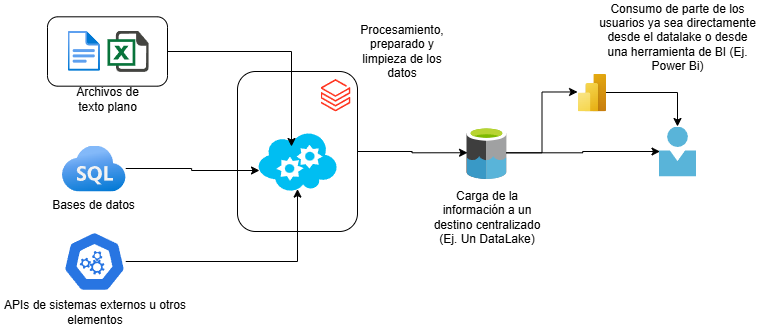 Archivos de
texto plano
SQL
Bases de datos
APIs de sistemas externos u otros
elementos
Procesamiento,
preparado y
limpieza de los
datos
Carga de la
información a un
destino centralizado
(Ej. Un DataLake)
Consumo de parte de los
usuarios ya sea directamente
desde el datalake o desde
una herramienta de BI (Ej.
Power Bi)